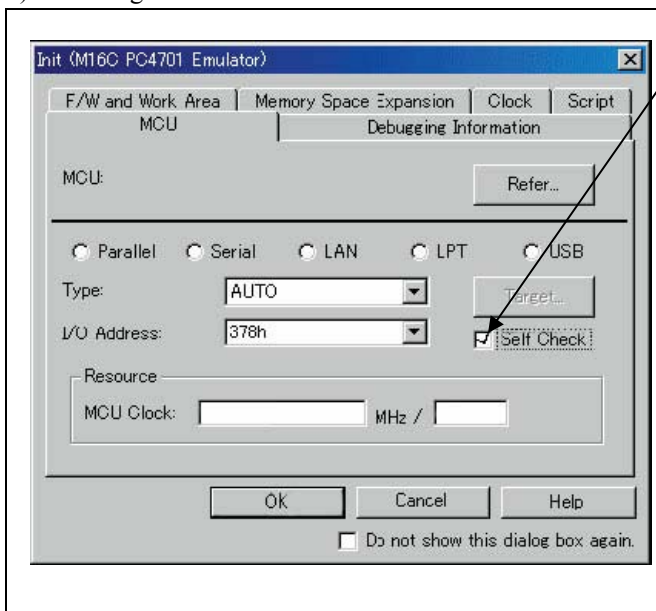 Init (M16C PC4701 Emulator)
F/W and Work Area Memory Space Expansion Clock Script
MCU Debugging Information
MCU: Refer...
Parallel Serial LAN LPT USB
Type: AUTO Target...
I/O Address: 378h Self Check
Resource
MCU Clock: MHz /
OK Cancel Help
Do not show this dialog box again.